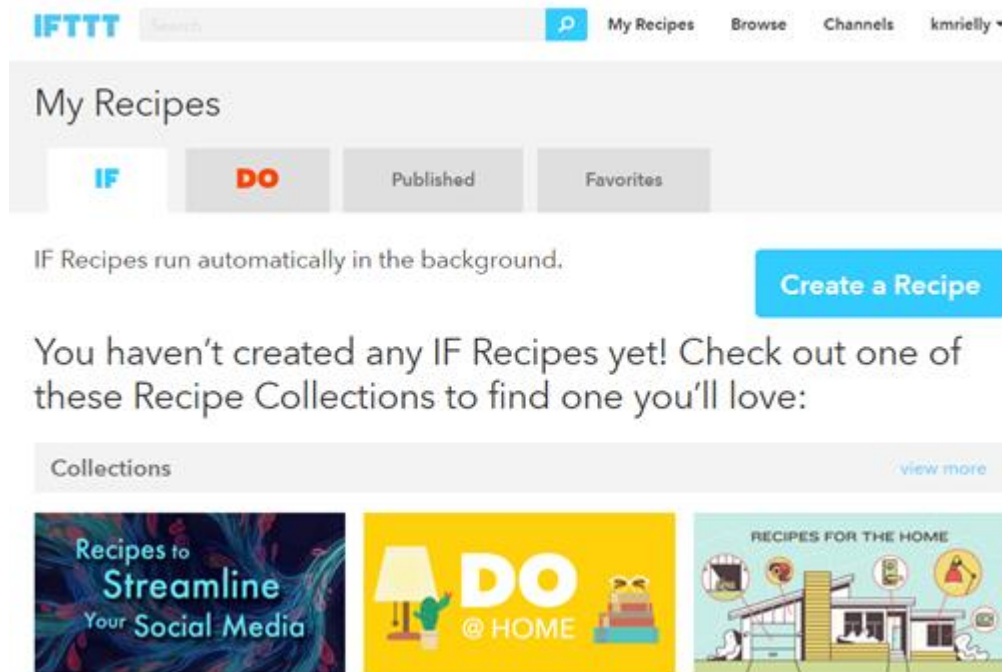 IFTTT Search My Recipes Browse Channels kmrielly
My Recipes
IF DO Published Favorites
IF Recipes run automatically in the background.
Create a Recipe
You haven't created any IF Recipes yet! Check out one of
these Recipe Collections to find one you'll love:
Collections view more
Recipes to
Streamline
Your Social Media
DO
@ HOME
RECIPES FOR THE HOME